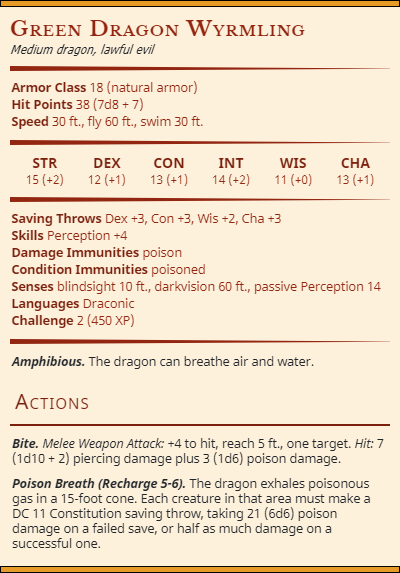 Green Dragon Wyrmling
Medium dragon, lawful evil
Armor Class 18 (natural armor)
Hit Points 38 (7d8 + 7)
Speed 30 ft., fly 60 ft., swim 30 ft.
STR DEX CON INT WIS CHA
15 (+2) 12 (+1) 13 (+1) 14 (+2) 11 (+0) 13 (+1)
Saving Throws Dex +3, Con +3, Wis +2, Cha +3
Skills Perception +4
Damage Immunities poison
Condition Immunities poisoned
Senses blindsight 10 ft., darkvision 60 ft., passive Perception 14
Languages Draconic
Challenge 2 (450 XP)
Amphibious. The dragon can breathe air and water.
Actions
Bite. Melee Weapon Attack: +4 to hit, reach 5 ft., one target. Hit: 7
(1d10 + 2) piercing damage plus 3 (1d6) poison damage.
Poison Breath (Recharge 5-6). The dragon exhales poisonous
gas in a 15-foot cone. Each creature in that area must make a
DC 11 Constitution saving throw, taking 21 (6d6) poison
damage on a failed save, or half as much damage on a
successful one.